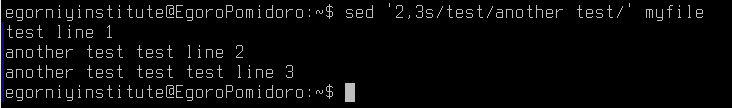 egorniyinstitute@EgoroPomidoro:~$ sed '2,3s/test/another test/' myfile
test line 1
another test test line 2
another test test test line 3
egorniyinstitute@EgoroPomidoro:~$